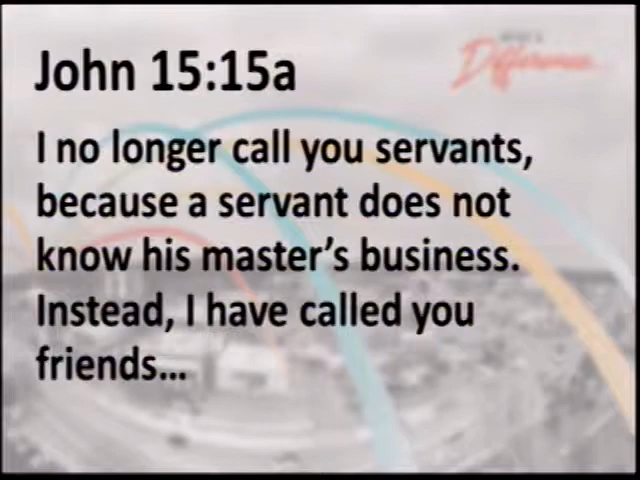 John 15:15a
Difference
I no longer call you servants,
because a servant does not
know his master's business.
Instead, I have called you
friends...